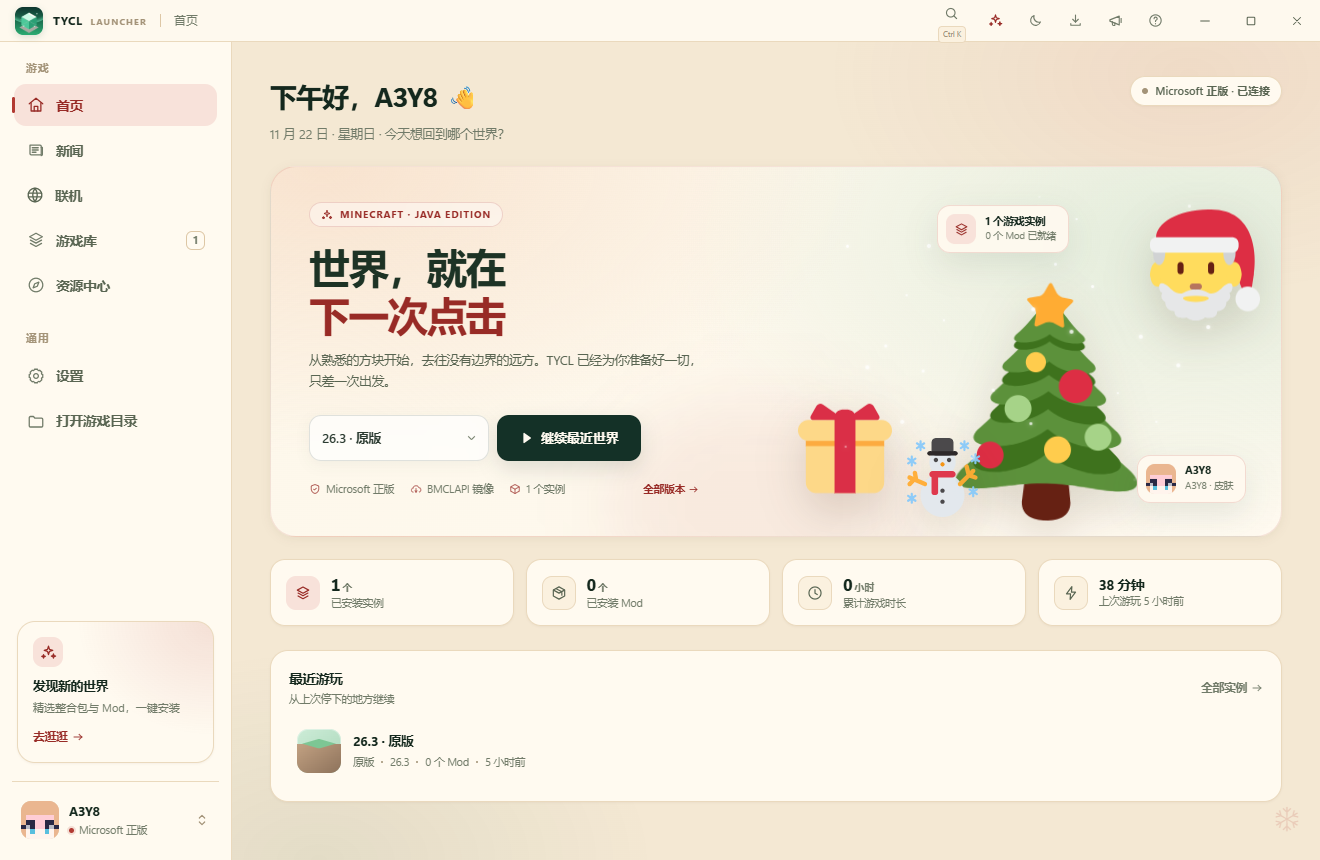 TYCL LAUNCHER 首页
Ctrl K
游戏
首页
新闻
联机
游戏库 1
资源中心
通用
设置
打开游戏目录
发现新的世界
精选整合包与 Mod，一键安装
去逛逛 →
A3Y8
Microsoft 正版
下午好，A3Y8 👋
11 月 22 日 · 星期日 · 今天想回到哪个世界？
Microsoft 正版 · 已连接
MINECRAFT · JAVA EDITION
世界，就在
下一次点击
从熟悉的方块开始，去往没有边界的远方。TYCL 已经为你准备好一切，
只差一次出发。
26.3 · 原版
继续最近世界
Microsoft 正版 BMCLAPI 镜像 1 个实例 全部版本 →
1 个游戏实例
0 个 Mod 已就绪
A3Y8
A3Y8 · 皮肤
1 个
已安装实例
0 个
已安装 Mod
0 小时
累计游戏时长
38 分钟
上次游玩 5 小时前
最近游玩
从上次停下的地方继续
全部实例 →
26.3 · 原版
原版 · 26.3 · 0 个 Mod · 5 小时前